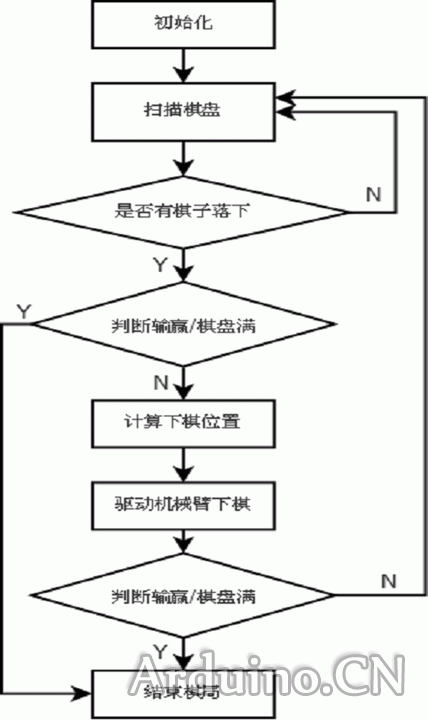 初始化
扫描棋盘
是否有棋子落下
N
Y
Y
判断输赢/棋盘满
N
计算下棋位置
驱动机械臂下棋
判断输赢/棋盘满
N
Y
结束棋局
Arduino.CN